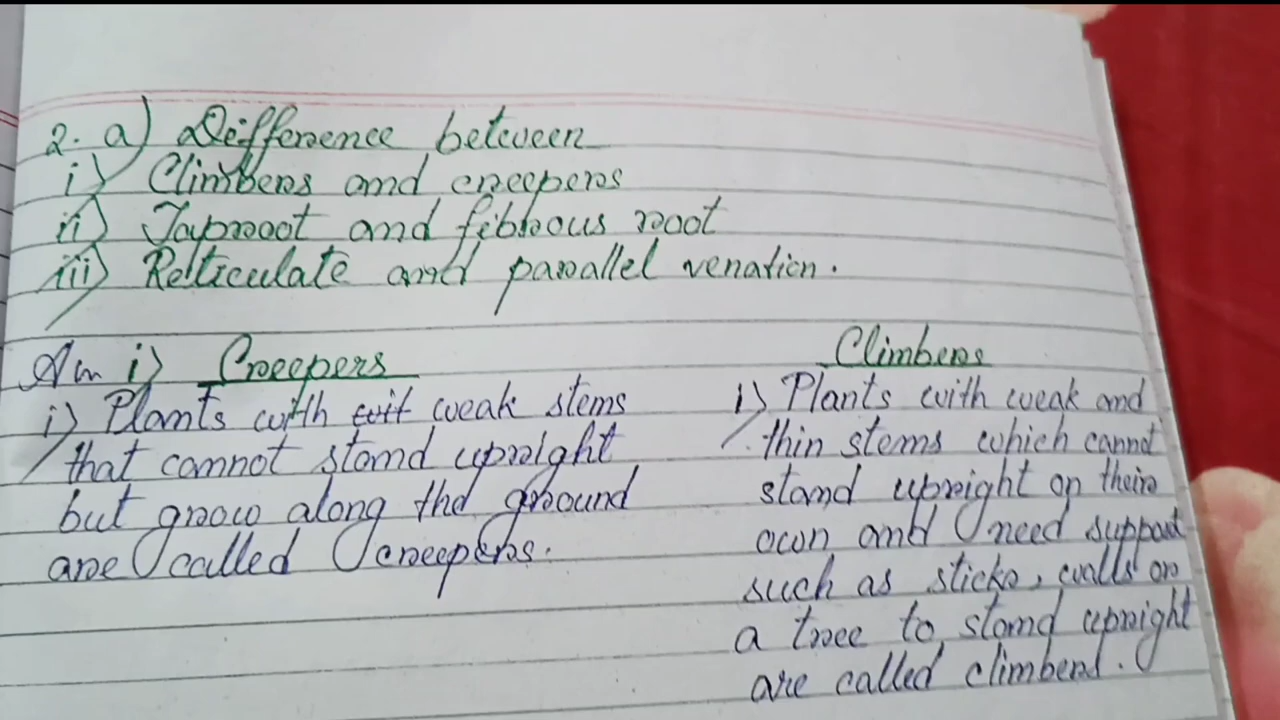 2. a) Difference between
i) Climbers and creepers
ii) Taproot and fibrous root
iii) Relticulate and parallel venation.
Ans i) Creepers
i) Plants with weak stems
that cannot stand upright
but grow along the ground
are called creepers.
Climbers
i) Plants with weak and
thin stems which cannot
stand upright on their
own and need support
such as sticks, walls or
a tree to stand upright
are called climbers.